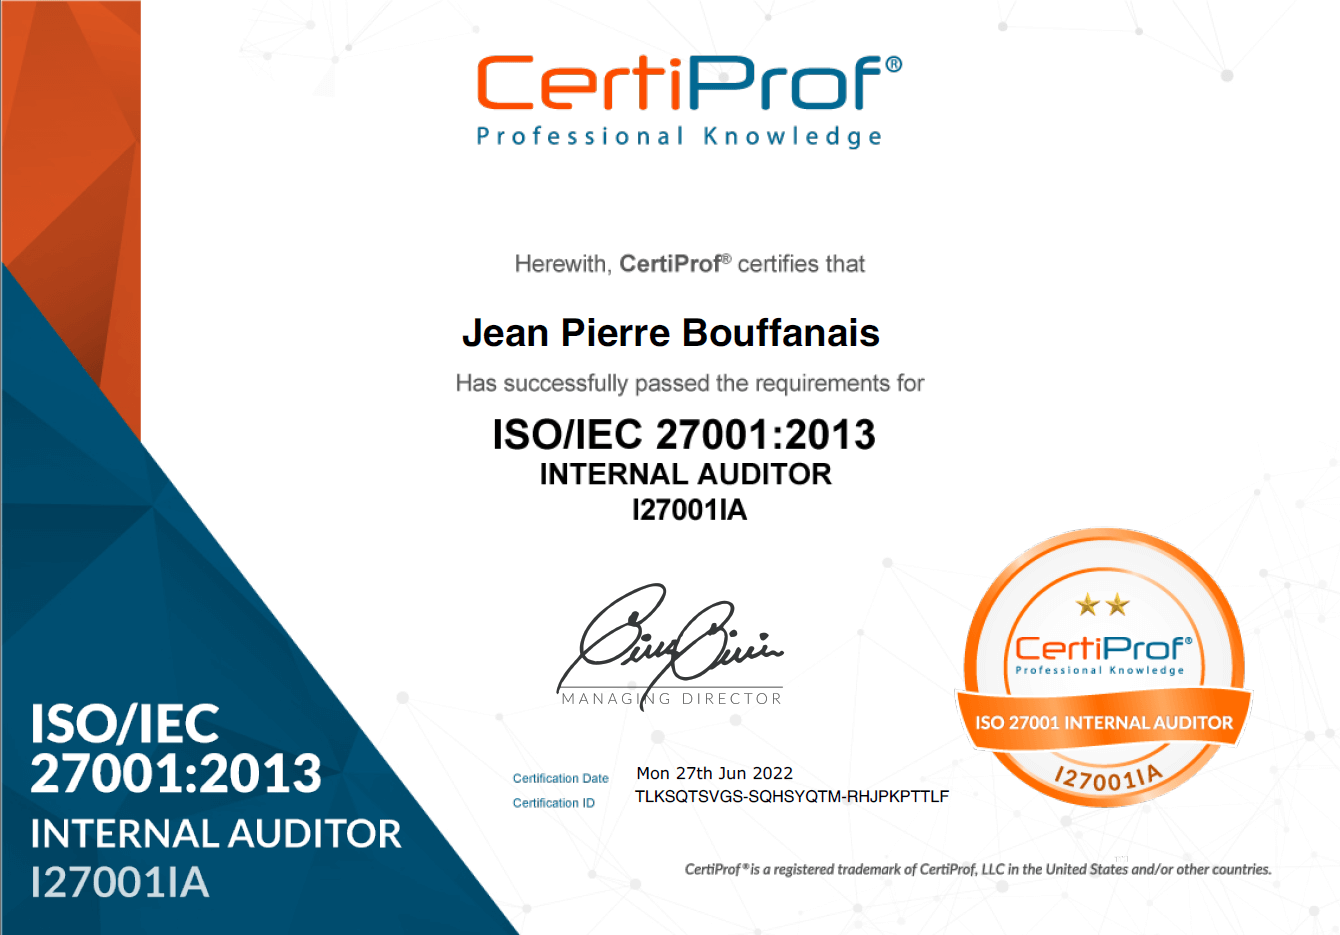 CertiProf®
Professional Knowledge
Herewith, CertiProf® certifies that
Jean Pierre Bouffanais
Has successfully passed the requirements for
ISO/IEC 27001:2013
INTERNAL AUDITOR
I27001IA
MANAGING DIRECTOR
CertiProf®
Professional Knowledge
ISO 27001 INTERNAL AUDITOR
I27001IA
ISO/IEC
27001:2013
INTERNAL AUDITOR
I27001IA
Certification Date Mon 27th Jun 2022
Certification ID TLKSQTSVGS-SQHSYQTM-RHJPKPTTLF
CertiProf® is a registered trademark of CertiProf, LLC in the United States and/or other countries.